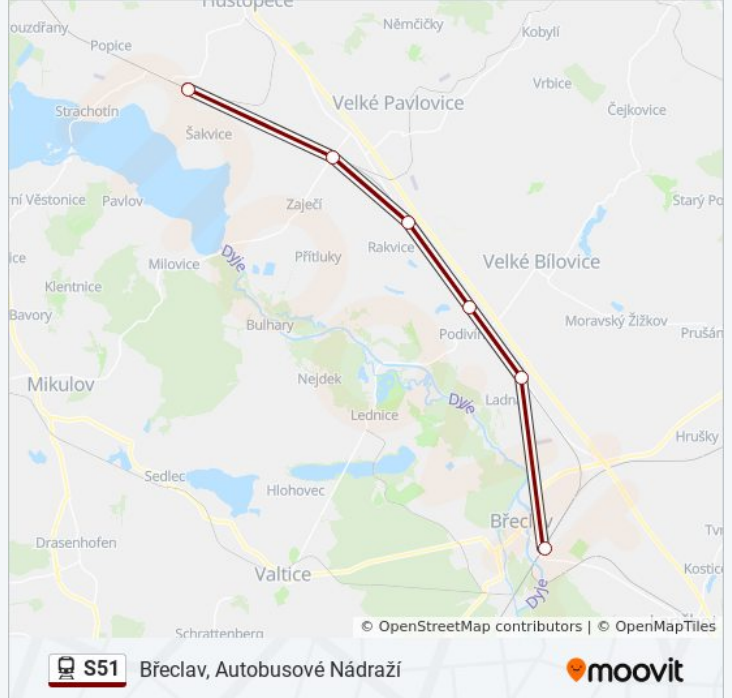 Hustopeče
ouzdřany
Popice
Němčičky
Kobylí
Vrbice
Strachotín
Velké Pavlovice
Čejkovice
Šakvice
ní Věstonice
Pavlov
Zaječí
Starý Po
Dyje
Rakvice
ice
Milovice
Přítluky
Velké Bílovice
Klentnice
Bavory
Bulhary
Podivín
Moravský Žižkov
Prušán
Nejdek
Mikulov
Dyje
Ladn
Lednice
Hrušky
Sedlec
Hlohovec
Břeclav
Tvr
Drasenhofen
Valtice
Kostic
Dyje
Schrattenberg
© OpenStreetMap contributors | © OpenMapTiles
S51
Břeclav, Autobusové Nádraží
moovit